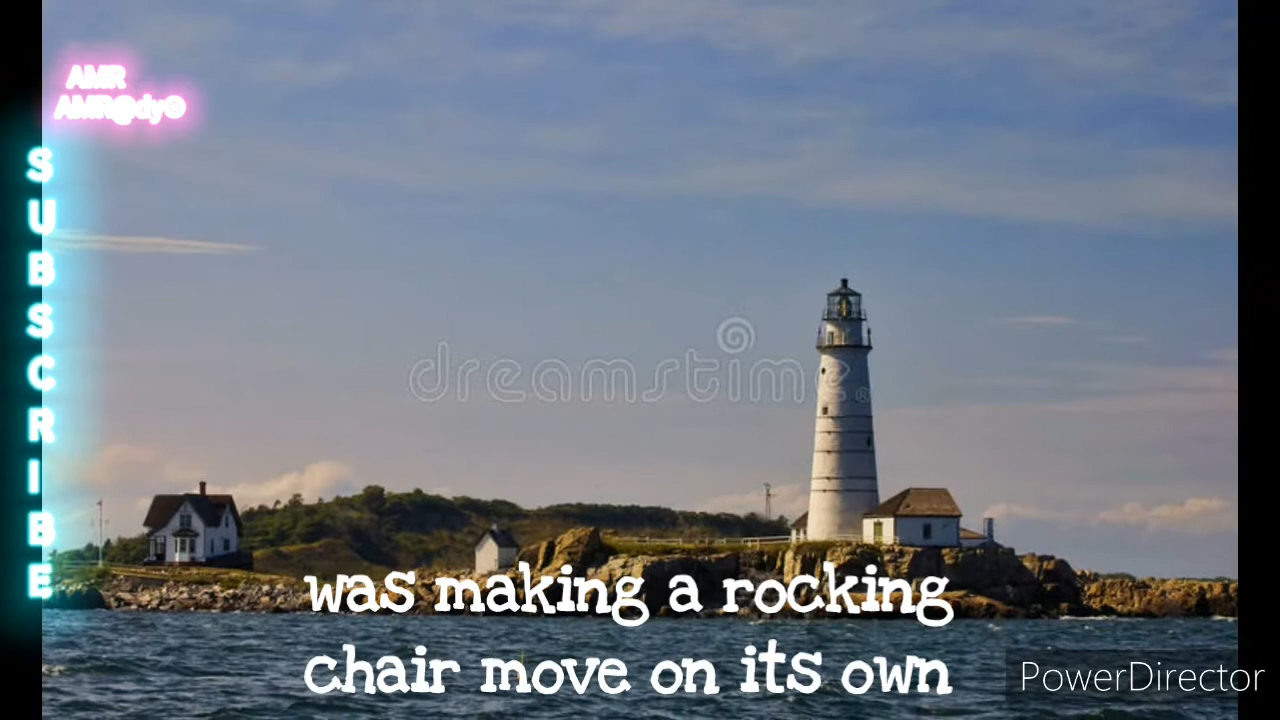 AMR
AMR@dy©
SUBSCRIBE
dreamstime®
was making a rocking
chair move on its own
PowerDirector